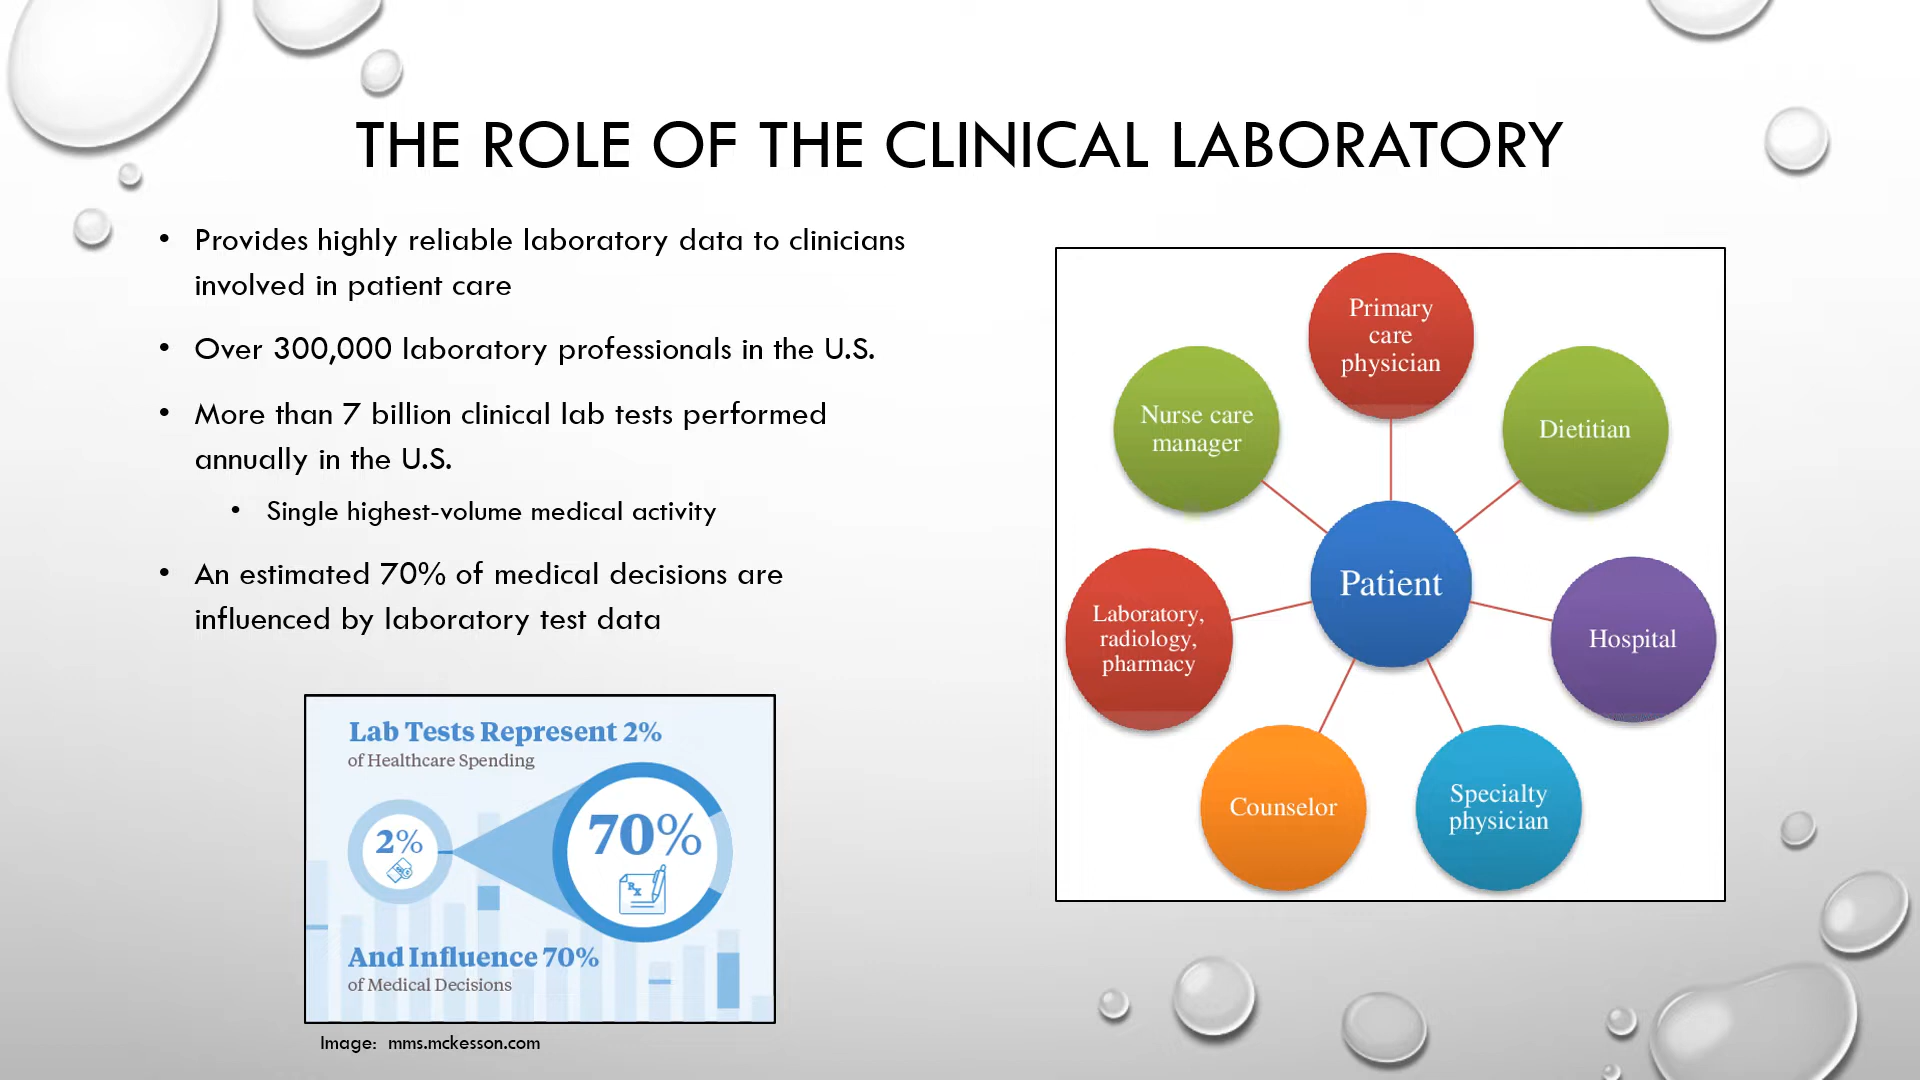 THE ROLE OF THE CLINICAL LABORATORY
• Provides highly reliable laboratory data to clinicians
involved in patient care
• Over 300,000 laboratory professionals in the U.S.
• More than 7 billion clinical lab tests performed
annually in the U.S.
• Single highest-volume medical activity
• An estimated 70% of medical decisions are
influenced by laboratory test data
Lab Tests Represent 2%
of Healthcare Spending
2%
70%
Rx
And Influence 70%
of Medical Decisions
Image: mms.mckesson.com
Primary
care
physician
Nurse care
manager
Dietitian
Patient
Laboratory,
radiology,
pharmacy
Hospital
Counselor
Specialty
physician